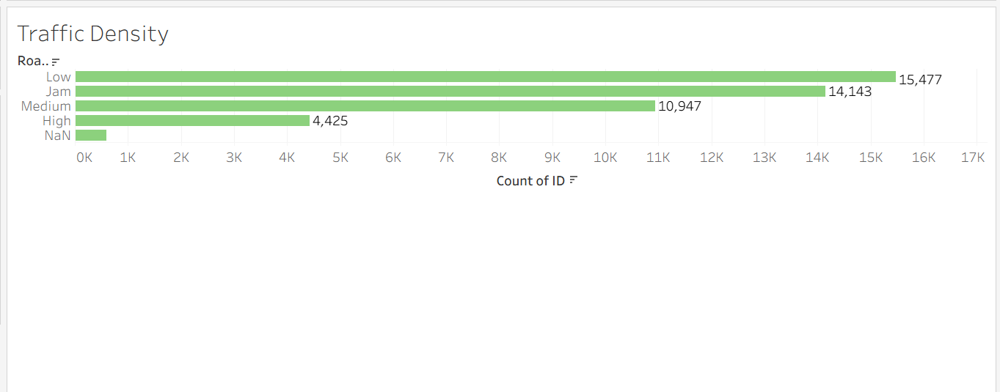 Traffic Density
Roa..
Low 15,477
Jam 14,143
Medium 10,947
High 4,425
NaN
0K 1K 2K 3K 4K 5K 6K 7K 8K 9K 10K 11K 12K 13K 14K 15K 16K 17K
Count of ID